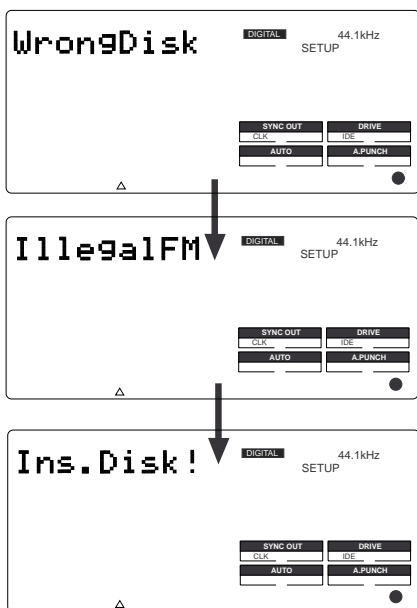 WrongDisk
DIGITAL 44.1kHz
SETUP
SYNC OUT DRIVE
CLK IDE
AUTO A.PUNCH
IllegalFM
DIGITAL 44.1kHz
SETUP
SYNC OUT DRIVE
CLK IDE
AUTO A.PUNCH
Ins.Disk!
DIGITAL 44.1kHz
SETUP
SYNC OUT DRIVE
CLK IDE
AUTO A.PUNCH